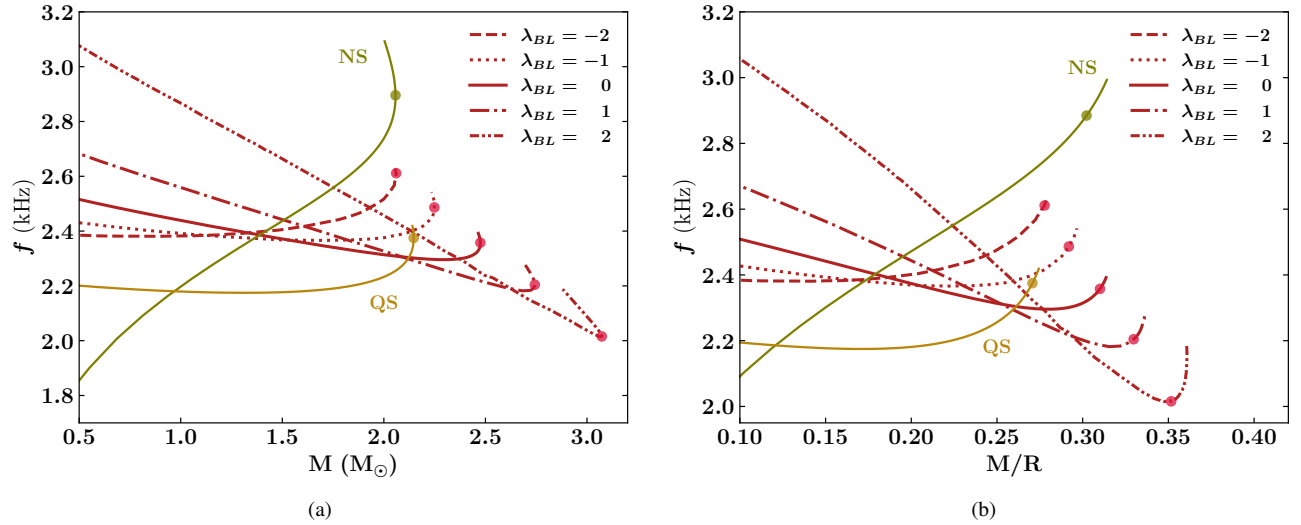 3.2
3.0
2.8
2.6
2.4
2.2
2.0
1.8
f (kHz)
NS
QS
λBL = −2
λBL = −1
λBL = 0
λBL = 1
λBL = 2
0.5 1.0 1.5 2.0 2.5 3.0
M (M⊙)
(a)
3.2
3.0
2.8
2.6
2.4
2.2
2.0
f (kHz)
NS
QS
λBL = −2
λBL = −1
λBL = 0
λBL = 1
λBL = 2
0.10 0.15 0.20 0.25 0.30 0.35 0.40
M/R
(b)